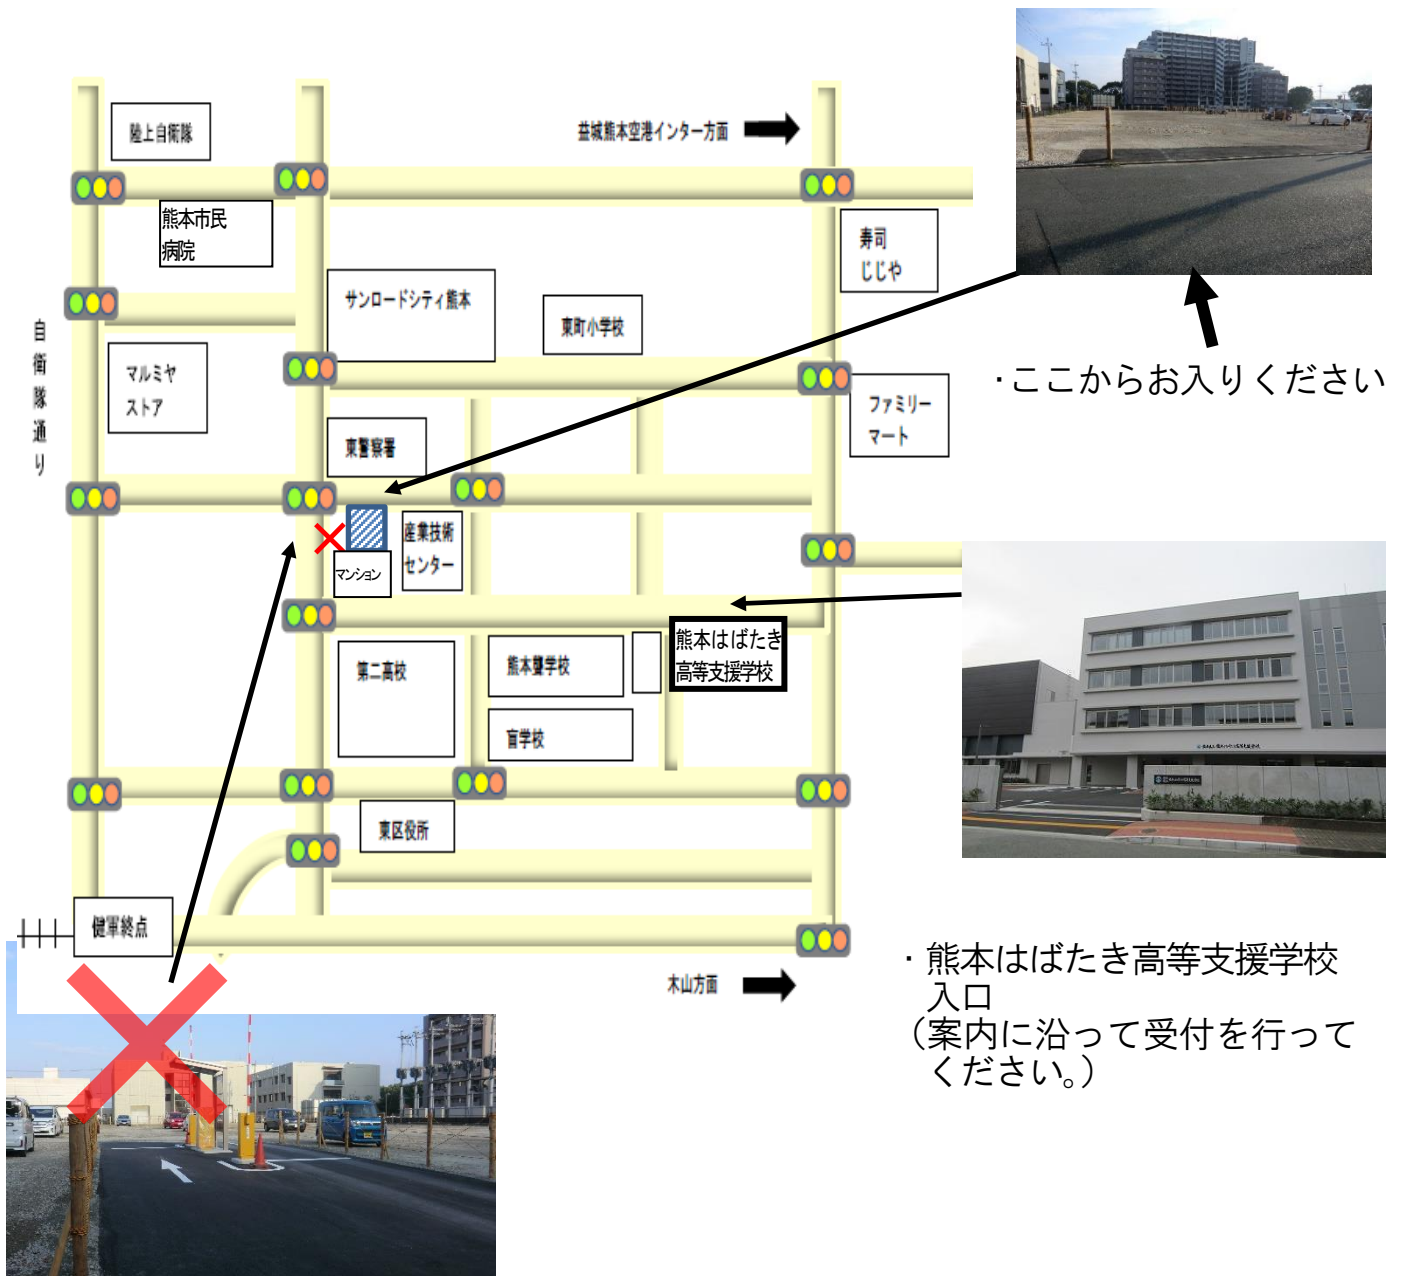 陸上自衛隊
益城熊本空港インター方面
熊本市民
病院
寿司
じじや
サンロードシティ熊本
東町小学校
自衛隊通り
マルミヤ
ストア
・ここからお入りください
ファミリー
マート
東警察署
産業技術
センター
マンション
熊本はばたき
高等支援学校
第二高校
熊本聾学校
盲学校
東区役所
健軍終点
木山方面
・熊本はばたき高等支援学校
入口
（案内に沿って受付を行って
ください。）